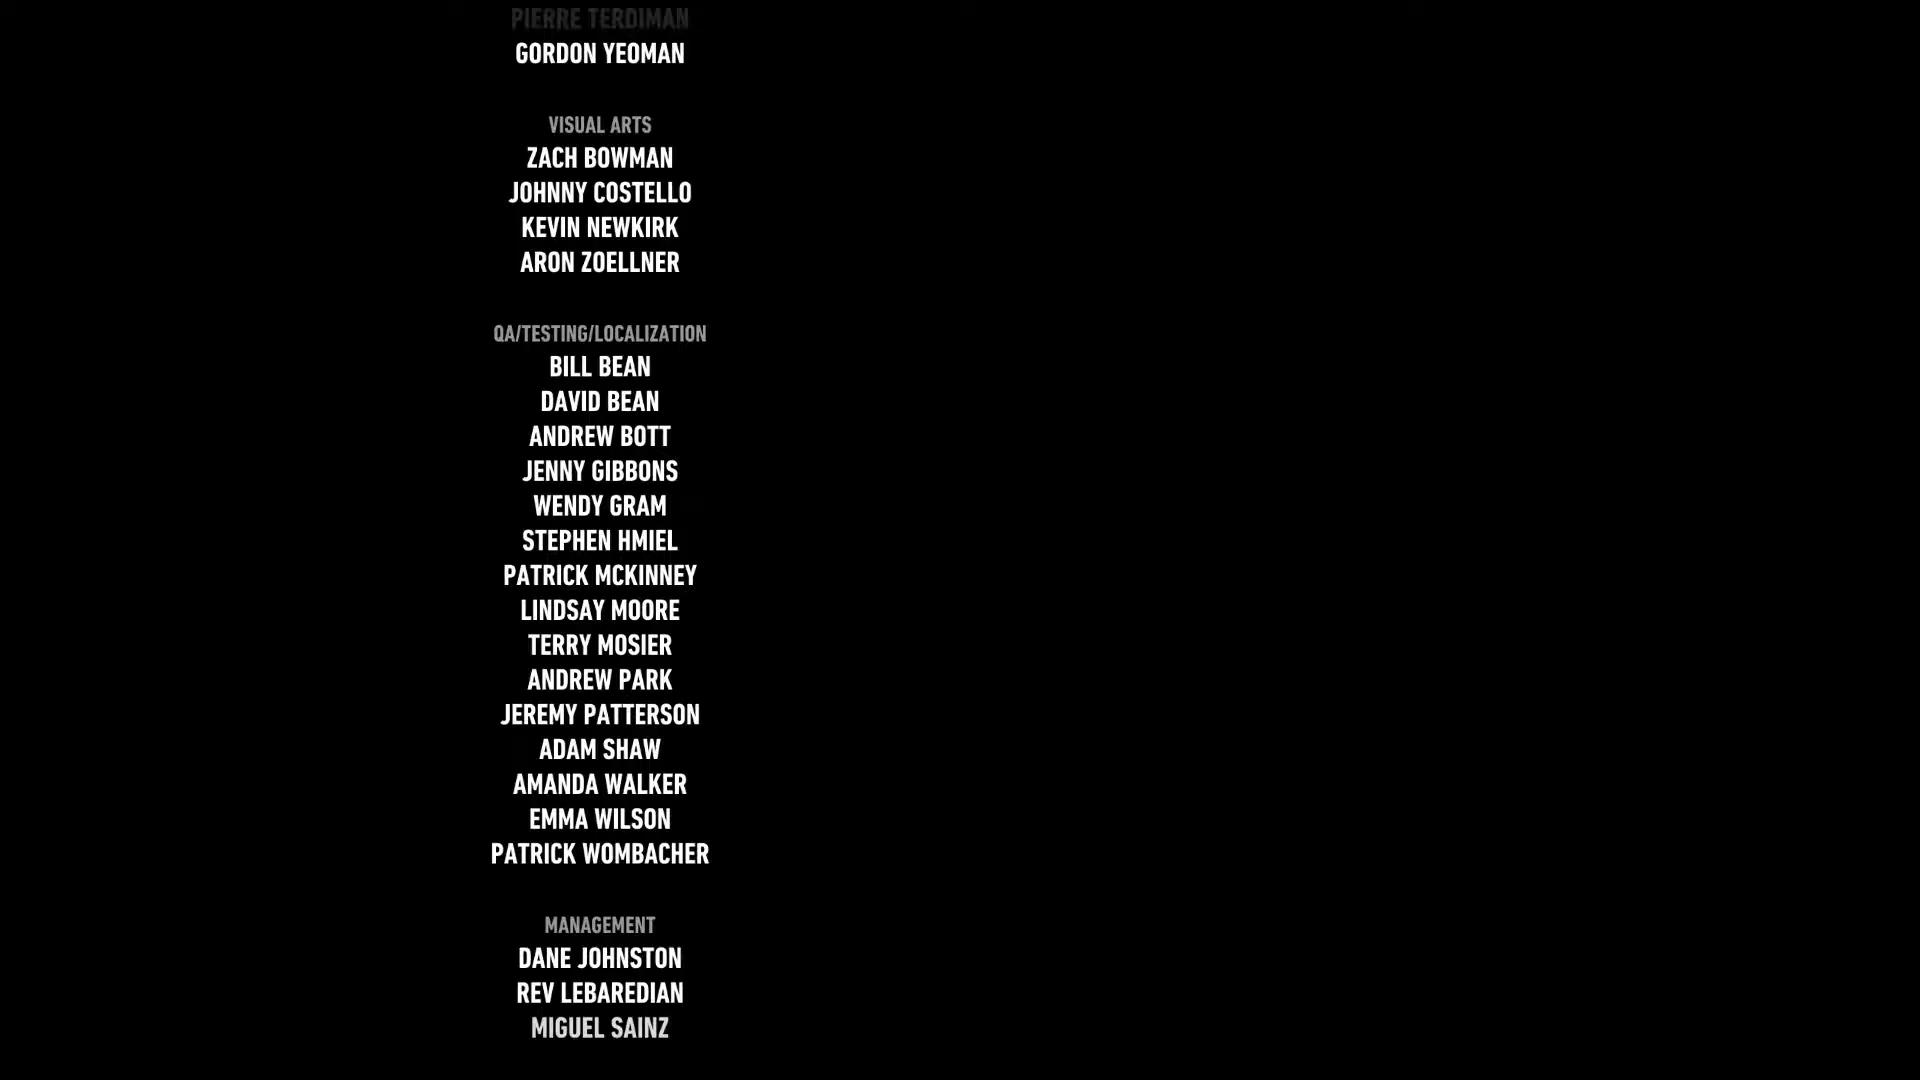 PIERRE TERDIMAN
GORDON YEOMAN
VISUAL ARTS
ZACH BOWMAN
JOHNNY COSTELLO
KEVIN NEWKIRK
ARON ZOELLNER
QA/TESTING/LOCALIZATION
BILL BEAN
DAVID BEAN
ANDREW BOTT
JENNY GIBBONS
WENDY GRAM
STEPHEN HMIEL
PATRICK MCKINNEY
LINDSAY MOORE
TERRY MOSIER
ANDREW PARK
JEREMY PATTERSON
ADAM SHAW
AMANDA WALKER
EMMA WILSON
PATRICK WOMBACHER
MANAGEMENT
DANE JOHNSTON
REV LEBAREDIAN
MIGUEL SAINZ